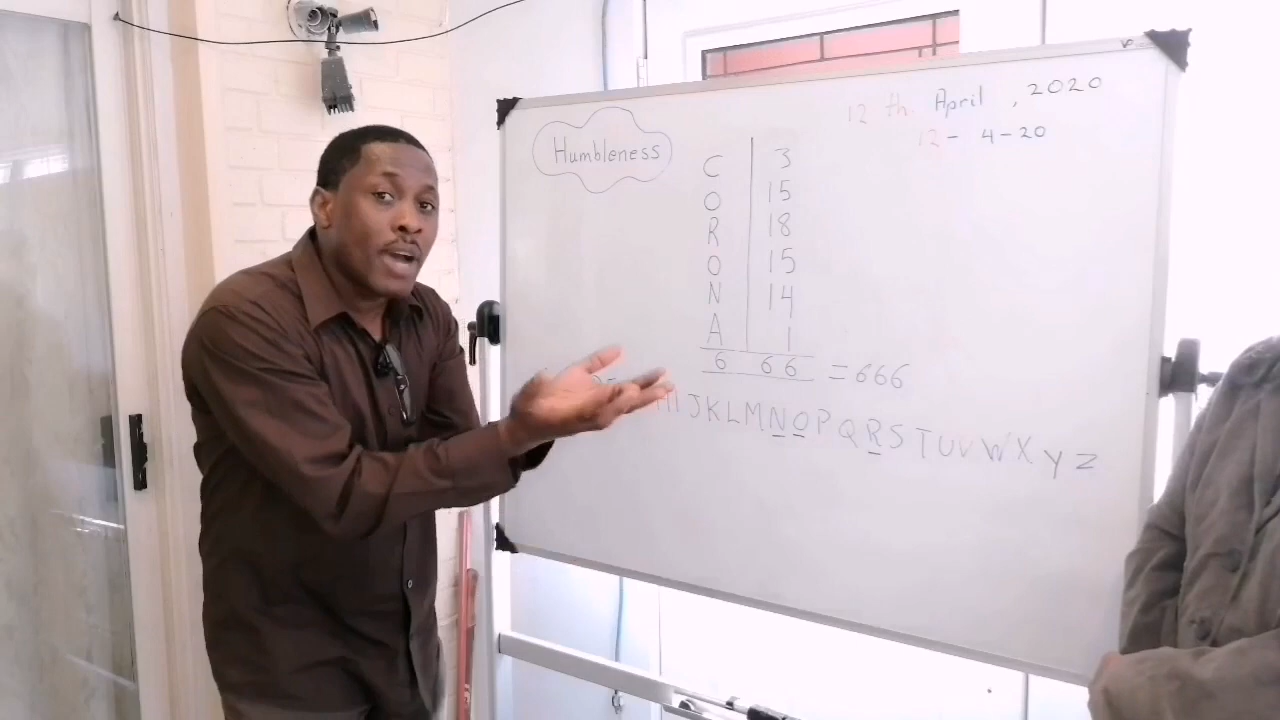 12 th April , 2020
12 - 4 - 20
Humbleness
C 3
O 15
R 18
O 15
N 14
A 1
6 66 = 666
HIJKLMNOPQRSTUVWXYZ